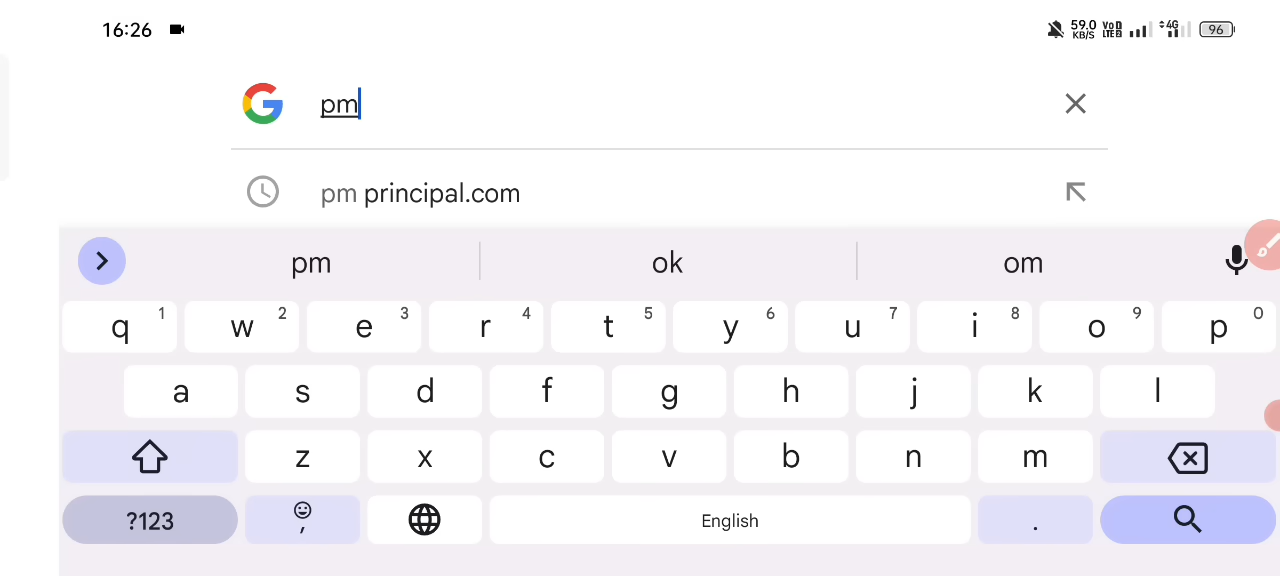 16:26 59.0 KB/S VoD LTE2 4G 96
pm
pm principal.com
pm ok om
q 1 w 2 e 3 r 4 t 5 y 6 u 7 i 8 o 9 p 0
a s d f g h j k l
z x c v b n m
?123 , English .